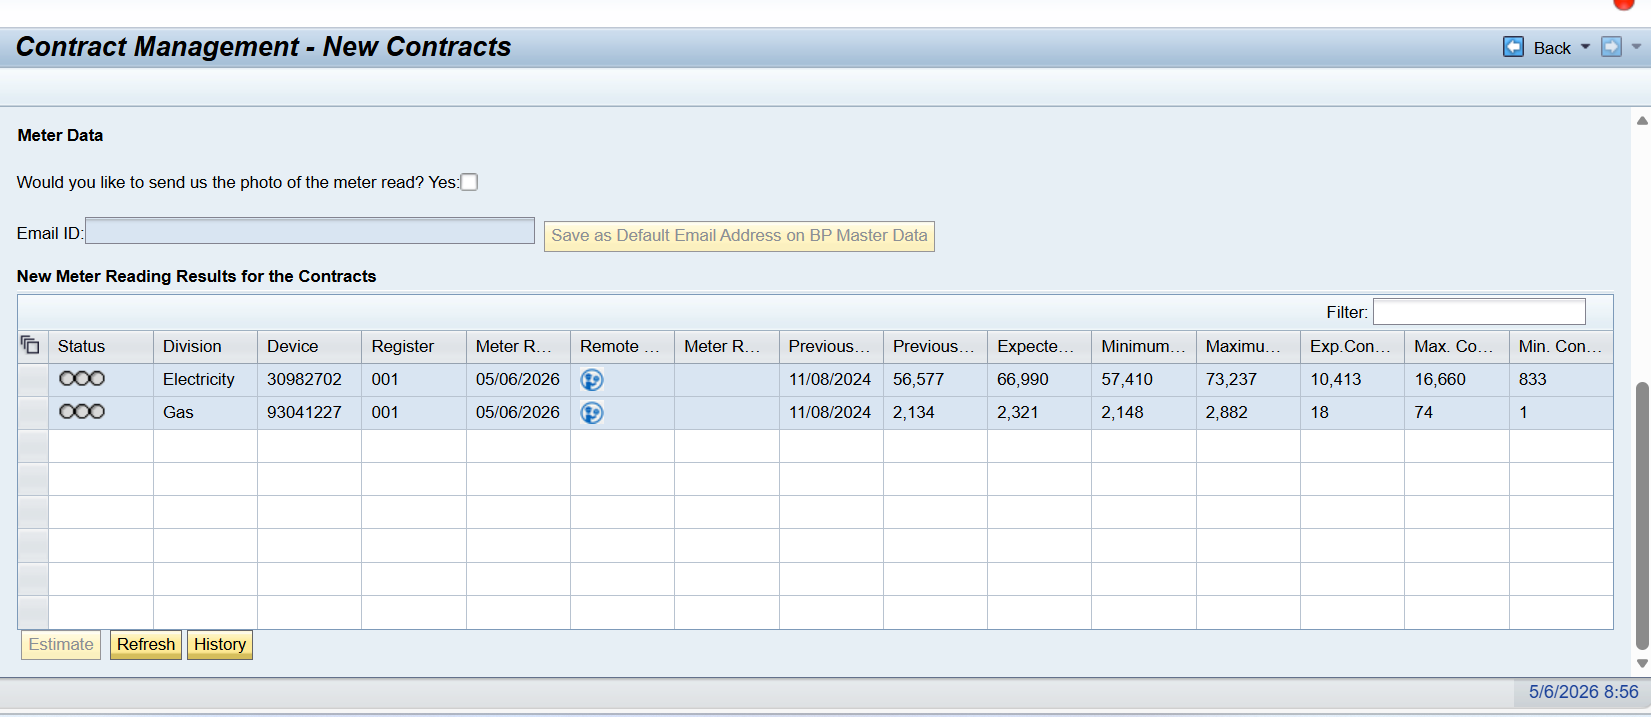 Contract Management - New Contracts
Back
Meter Data
Would you like to send us the photo of the meter read? Yes:
Email ID:
Save as Default Email Address on BP Master Data
New Meter Reading Results for the Contracts
Filter:
Status Division Device Register Meter R... Remote ... Meter R... Previous... Previous... Expecte... Minimum... Maximu... Exp.Con... Max. Co... Min. Con...
Electricity 30982702 001 05/06/2026 11/08/2024 56,577 66,990 57,410 73,237 10,413 16,660 833
Gas 93041227 001 05/06/2026 11/08/2024 2,134 2,321 2,148 2,882 18 74 1
Estimate Refresh History
5/6/2026 8:56